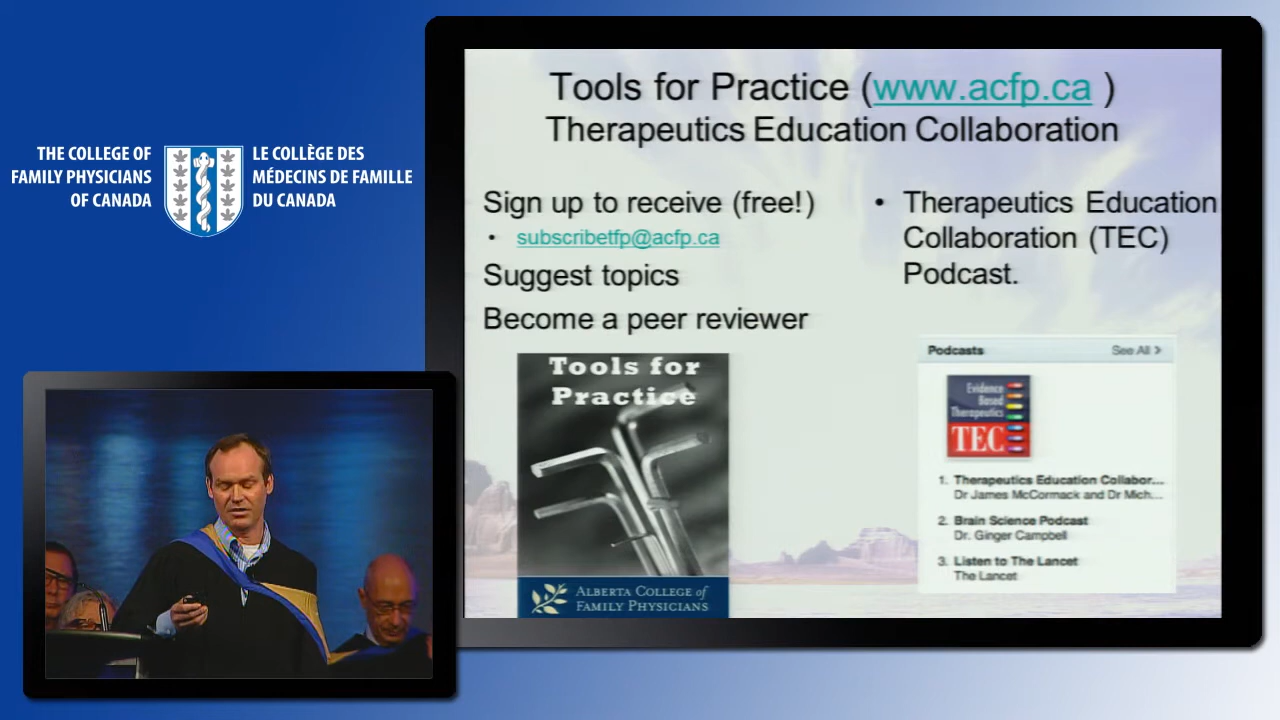 THE COLLEGE OF
FAMILY PHYSICIANS
OF CANADA
LE COLLÈGE DES
MÉDECINS DE FAMILLE
DU CANADA
Tools for Practice (www.acfp.ca )
Therapeutics Education Collaboration
Sign up to receive (free!)
• subscribetfp@acfp.ca
Suggest topics
Become a peer reviewer
• Therapeutics Education
Collaboration (TEC)
Podcast.
Tools for
Practice
ALBERTA COLLEGE of
FAMILY PHYSICIANS
Podcasts
See All >
Evidence
Based
Therapeutics
TEC
1. Therapeutics Education Collabor...
Dr James McCormack and Dr Mich...
2. Brain Science Podcast
Dr. Ginger Campbell
3. Listen to The Lancet
The Lancet